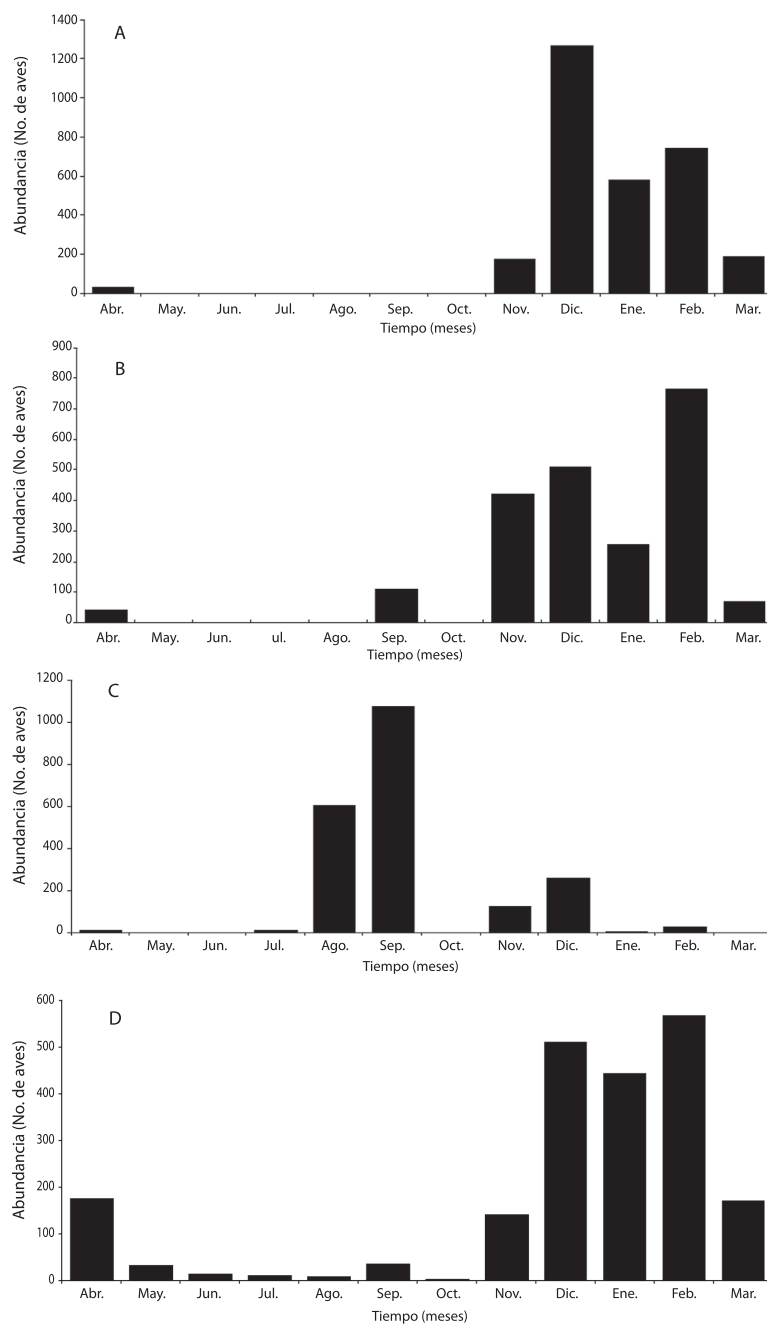 A
1400
1200
1000
800
600
400
200
0
Abundancia (No. de aves)
Abr. May. Jun. Jul. Ago. Sep. Oct. Nov. Dic. Ene. Feb. Mar.
Tiempo (meses)
B
900
800
700
600
500
400
300
200
100
0
Abundancia (No. de aves)
Abr. May. Jun. ul. Ago. Sep. Oct. Nov. Dic. Ene. Feb. Mar.
Tiempo (meses)
C
1200
1000
800
600
400
200
0
Abundancia (No. de aves)
Abr. May. Jun. Jul. Ago. Sep. Oct. Nov. Dic. Ene. Feb. Mar.
Tiempo (meses)
D
600
500
400
300
200
100
0
Abundancia (No. de aves)
Abr. May. Jun. Jul. Ago. Sep. Oct. Nov. Dic. Ene. Feb. Mar.
Tiempo (meses)